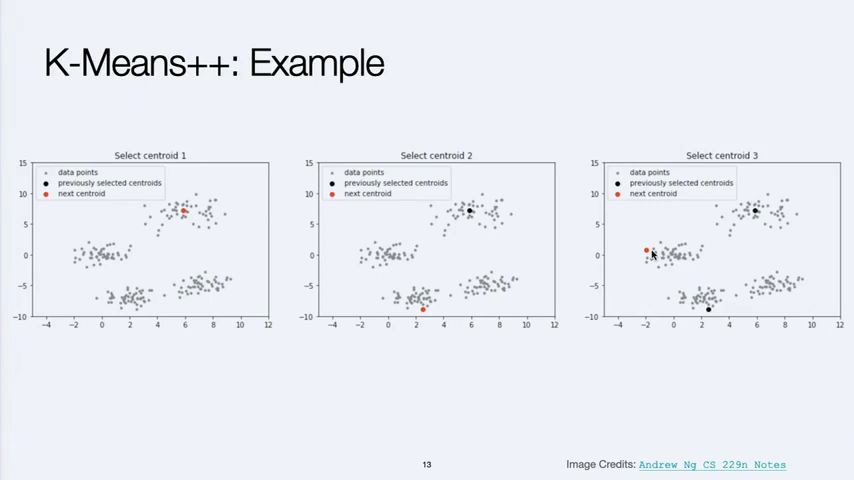 K-Means++: Example
Select centroid 1
data points
previously selected centroids
next centroid
15
10
5
0
−5
−10
−4 −2 0 2 4 6 8 10 12
Select centroid 2
data points
previously selected centroids
next centroid
15
10
5
0
−5
−10
−4 −2 0 2 4 6 8 10 12
Select centroid 3
data points
previously selected centroids
next centroid
15
10
5
0
−5
−10
−4 −2 0 2 4 6 8 10 12
13
Image Credits: Andrew Ng CS 229n Notes